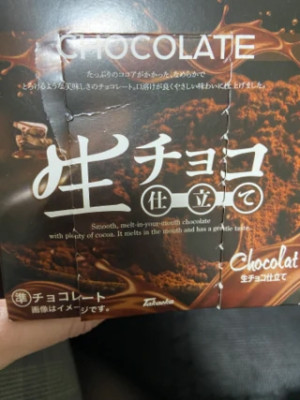 CHOCOLATE
たっぷりのココアがかかった、なめらかで
とろけるような美味しさのチョコレート。口溶けが良くやさしい味わいに仕上げました。
生チョコ
仕立て
Smooth, melt-in-your-mouth chocolate
with plenty of cocoa. It melts in the mouth and has a gentle taste.
Chocolat
生チョコ仕立て
準チョコレート
画像はイメージです。
Takaoka